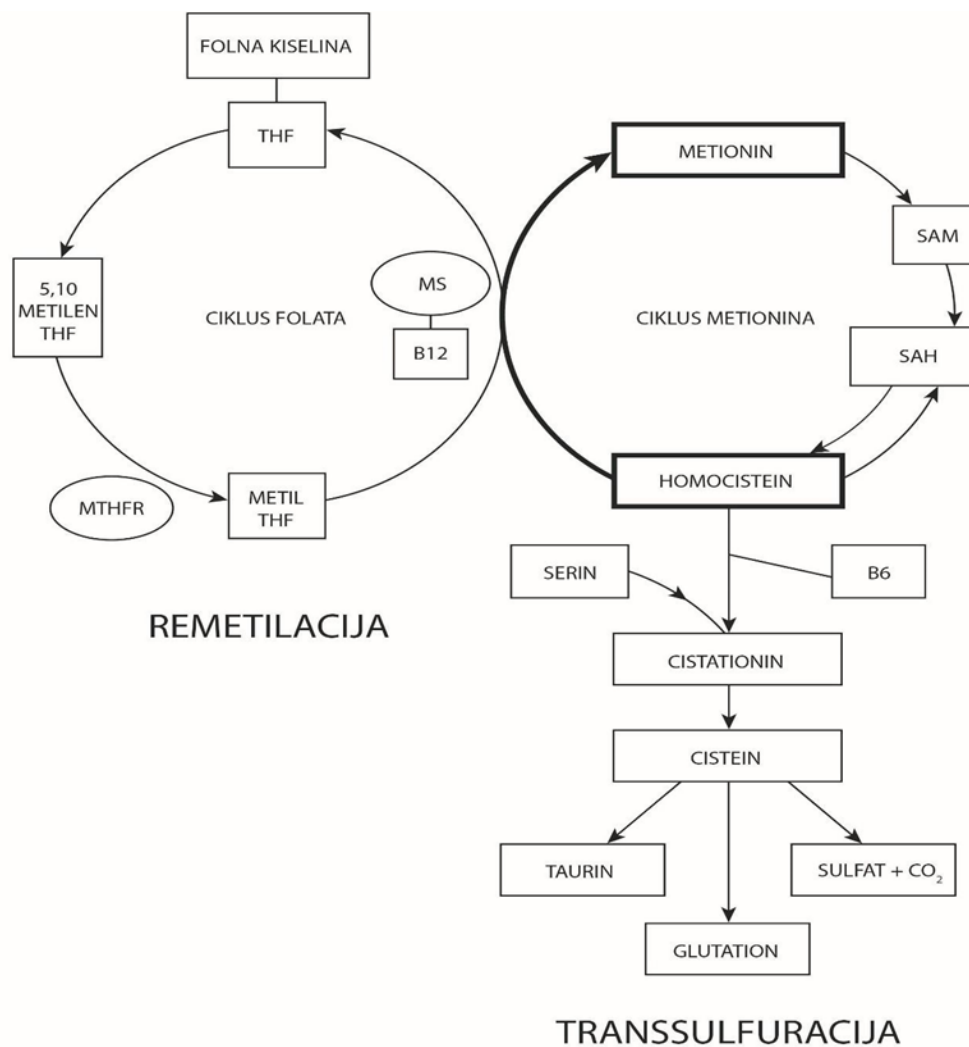 FOLNA KISELINA
THF
5,10
METILEN
THF
CIKLUS FOLATA
MS
B12
MTHFR
METIL
THF
REMETILACIJA
METIONIN
SAM
CIKLUS METIONINA
SAH
HOMOCISTEIN
SERIN
B6
CISTATIONIN
CISTEIN
TAURIN
SULFAT + CO₂
GLUTATION
TRANSSULFURACIJA